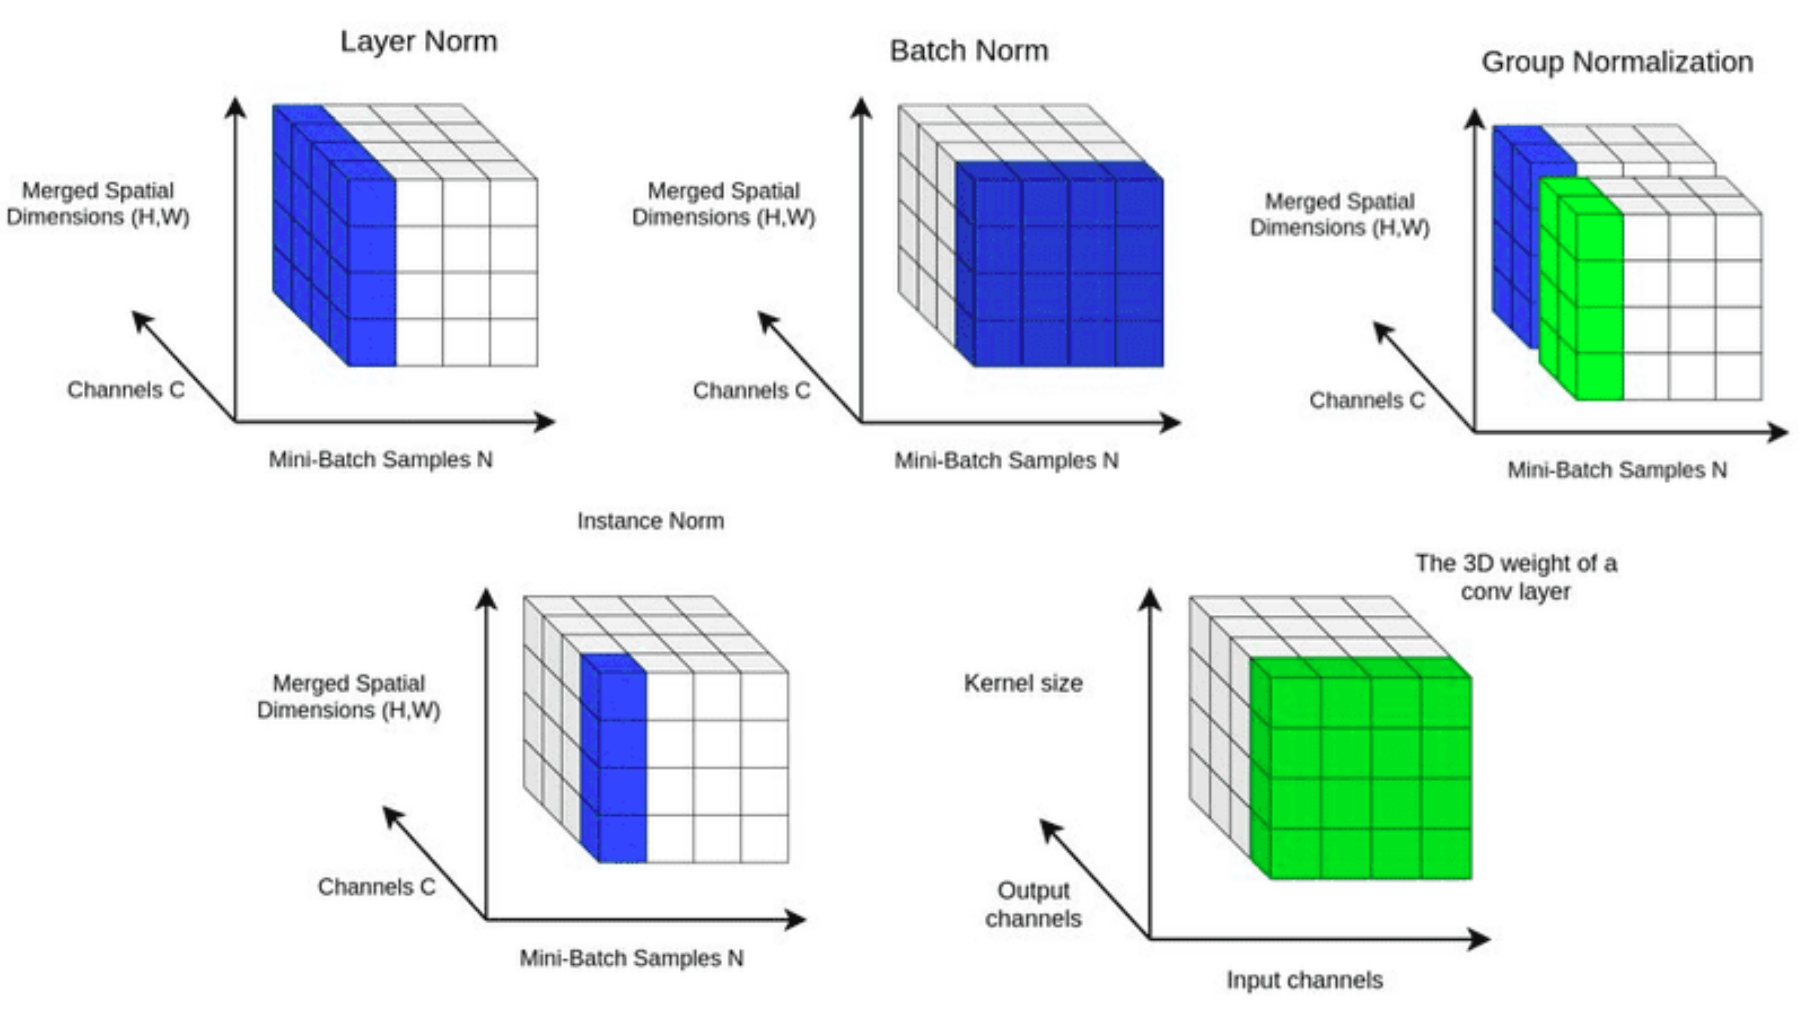 Layer Norm
Merged Spatial
Dimensions (H,W)
Channels C
Mini-Batch Samples N
Batch Norm
Merged Spatial
Dimensions (H,W)
Channels C
Mini-Batch Samples N
Group Normalization
Merged Spatial
Dimensions (H,W)
Channels C
Mini-Batch Samples N
Instance Norm
Merged Spatial
Dimensions (H,W)
Channels C
Mini-Batch Samples N
The 3D weight of a
conv layer
Kernel size
Output
channels
Input channels